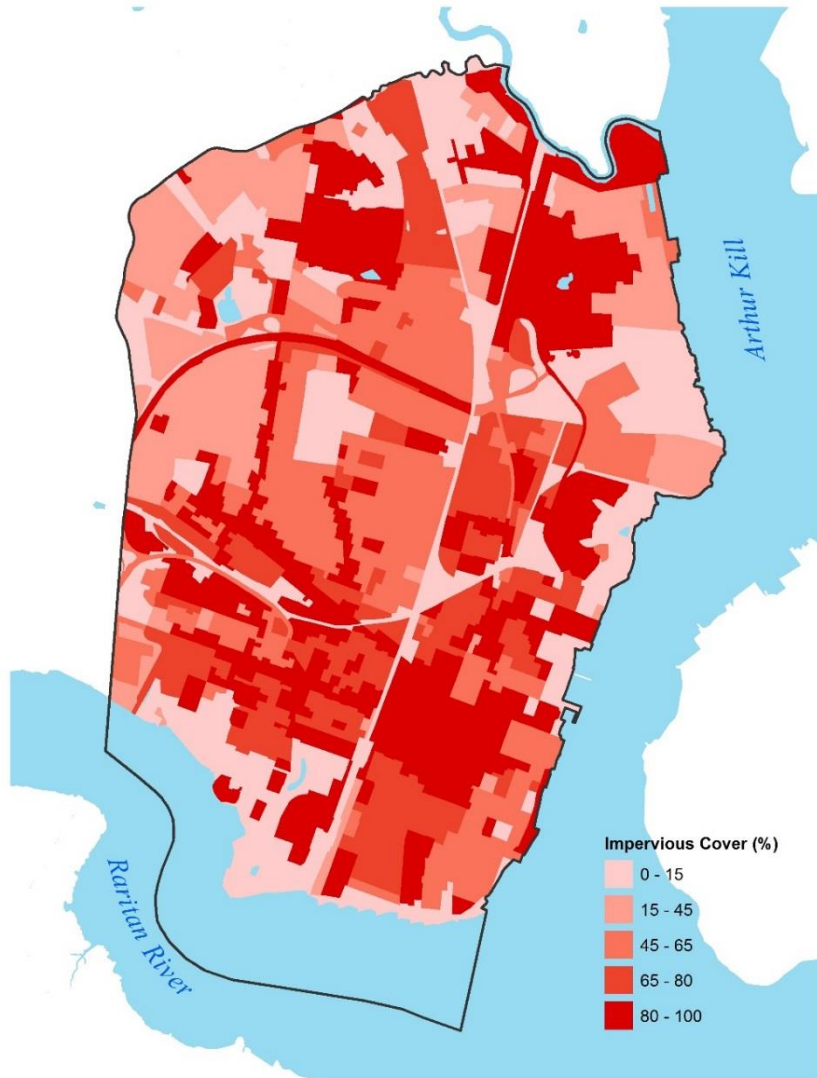 Arthur Kill
Raritan River
Impervious Cover (%)
0 - 15
15 - 45
45 - 65
65 - 80
80 - 100